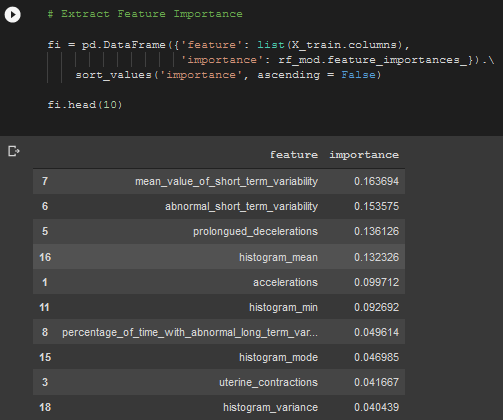 # Extract Feature Importance
fi = pd.DataFrame({'feature': list(X_train.columns),
'importance': rf_mod.feature_importances_}).\
sort_values('importance', ascending = False)
fi.head(10)
feature importance
7 mean_value_of_short_term_variability 0.163694
6 abnormal_short_term_variability 0.153575
5 prolongued_decelerations 0.136126
16 histogram_mean 0.132326
1 accelerations 0.099712
11 histogram_min 0.092692
8 percentage_of_time_with_abnormal_long_term_var... 0.049614
15 histogram_mode 0.046985
3 uterine_contractions 0.041667
18 histogram_variance 0.040439